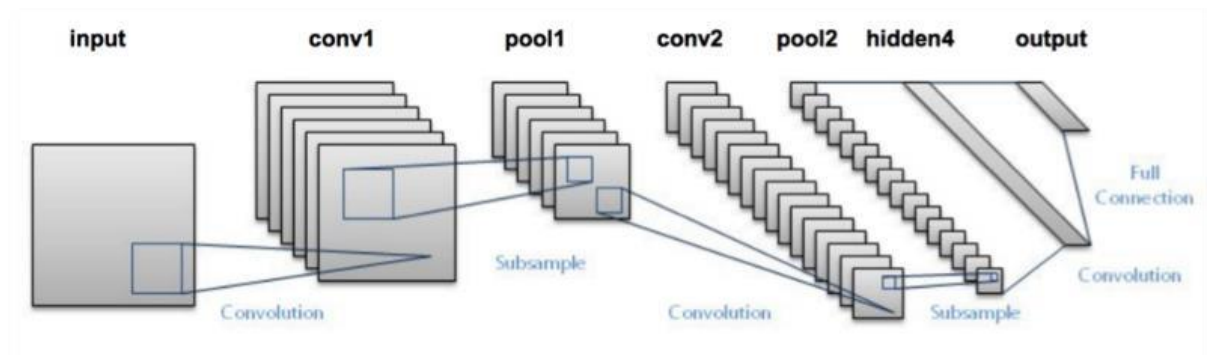 input conv1 pool1 conv2 pool2 hidden4 output
Full
Connection
Subsample
Convolution
Convolution
Convolution
Subsample